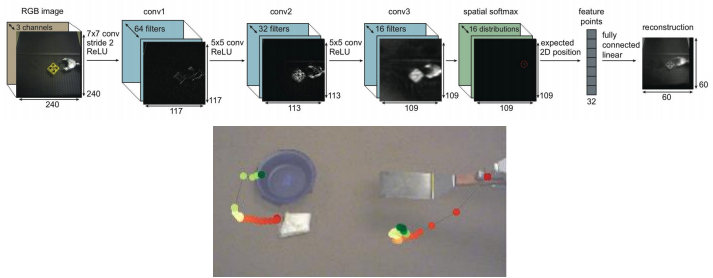 RGB image
3 channels
240
240
7x7 conv
stride 2
ReLU
conv1
64 filters
117
117
5x5 conv
ReLU
conv2
32 filters
113
113
5x5 conv
ReLU
conv3
16 filters
109
109
spatial softmax
16 distributions
109
109
expected
2D position
feature
points
32
fully
connected
linear
reconstruction
60
60